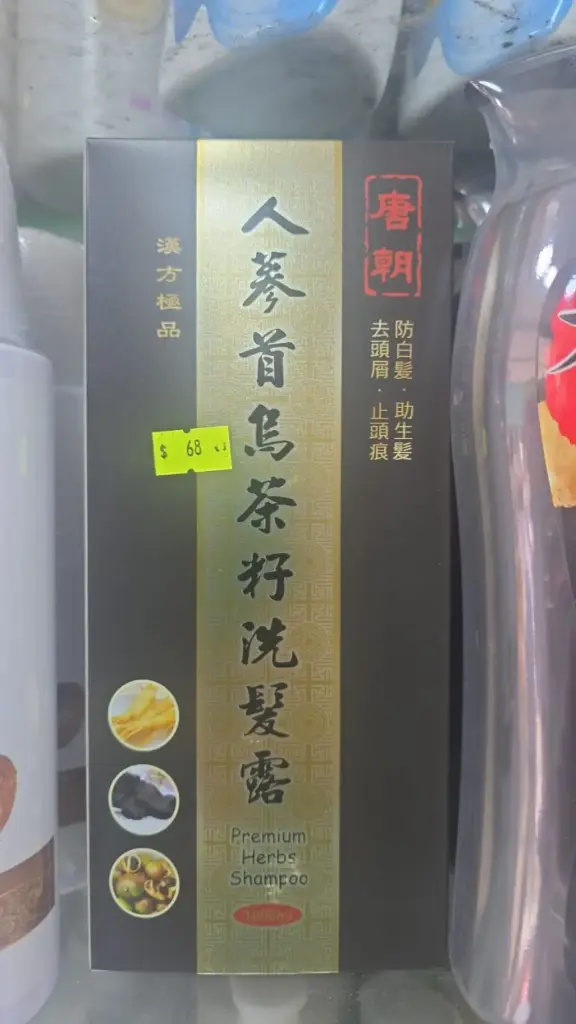 唐朝
防白髮．助生髮
去頭屑．止頭痕
人蔘首烏茶籽洗髮露
漢方極品
$ 68
Premium
Herbs
Shampoo
1000ml